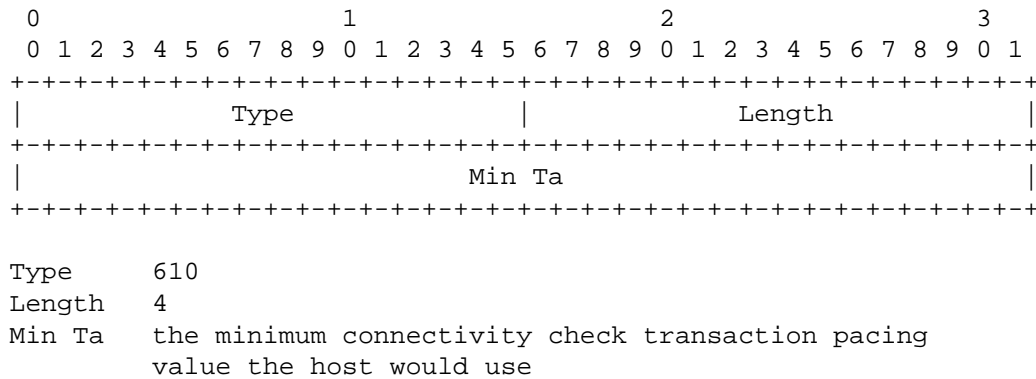 0                   1                   2                   3
 0 1 2 3 4 5 6 7 8 9 0 1 2 3 4 5 6 7 8 9 0 1 2 3 4 5 6 7 8 9 0 1
+-+-+-+-+-+-+-+-+-+-+-+-+-+-+-+-+-+-+-+-+-+-+-+-+-+-+-+-+-+-+-+-+
|             Type              |             Length            |
+-+-+-+-+-+-+-+-+-+-+-+-+-+-+-+-+-+-+-+-+-+-+-+-+-+-+-+-+-+-+-+-+
|                            Min Ta                             |
+-+-+-+-+-+-+-+-+-+-+-+-+-+-+-+-+-+-+-+-+-+-+-+-+-+-+-+-+-+-+-+-+
Type     610
Length   4
Min Ta   the minimum connectivity check transaction pacing
         value the host would use